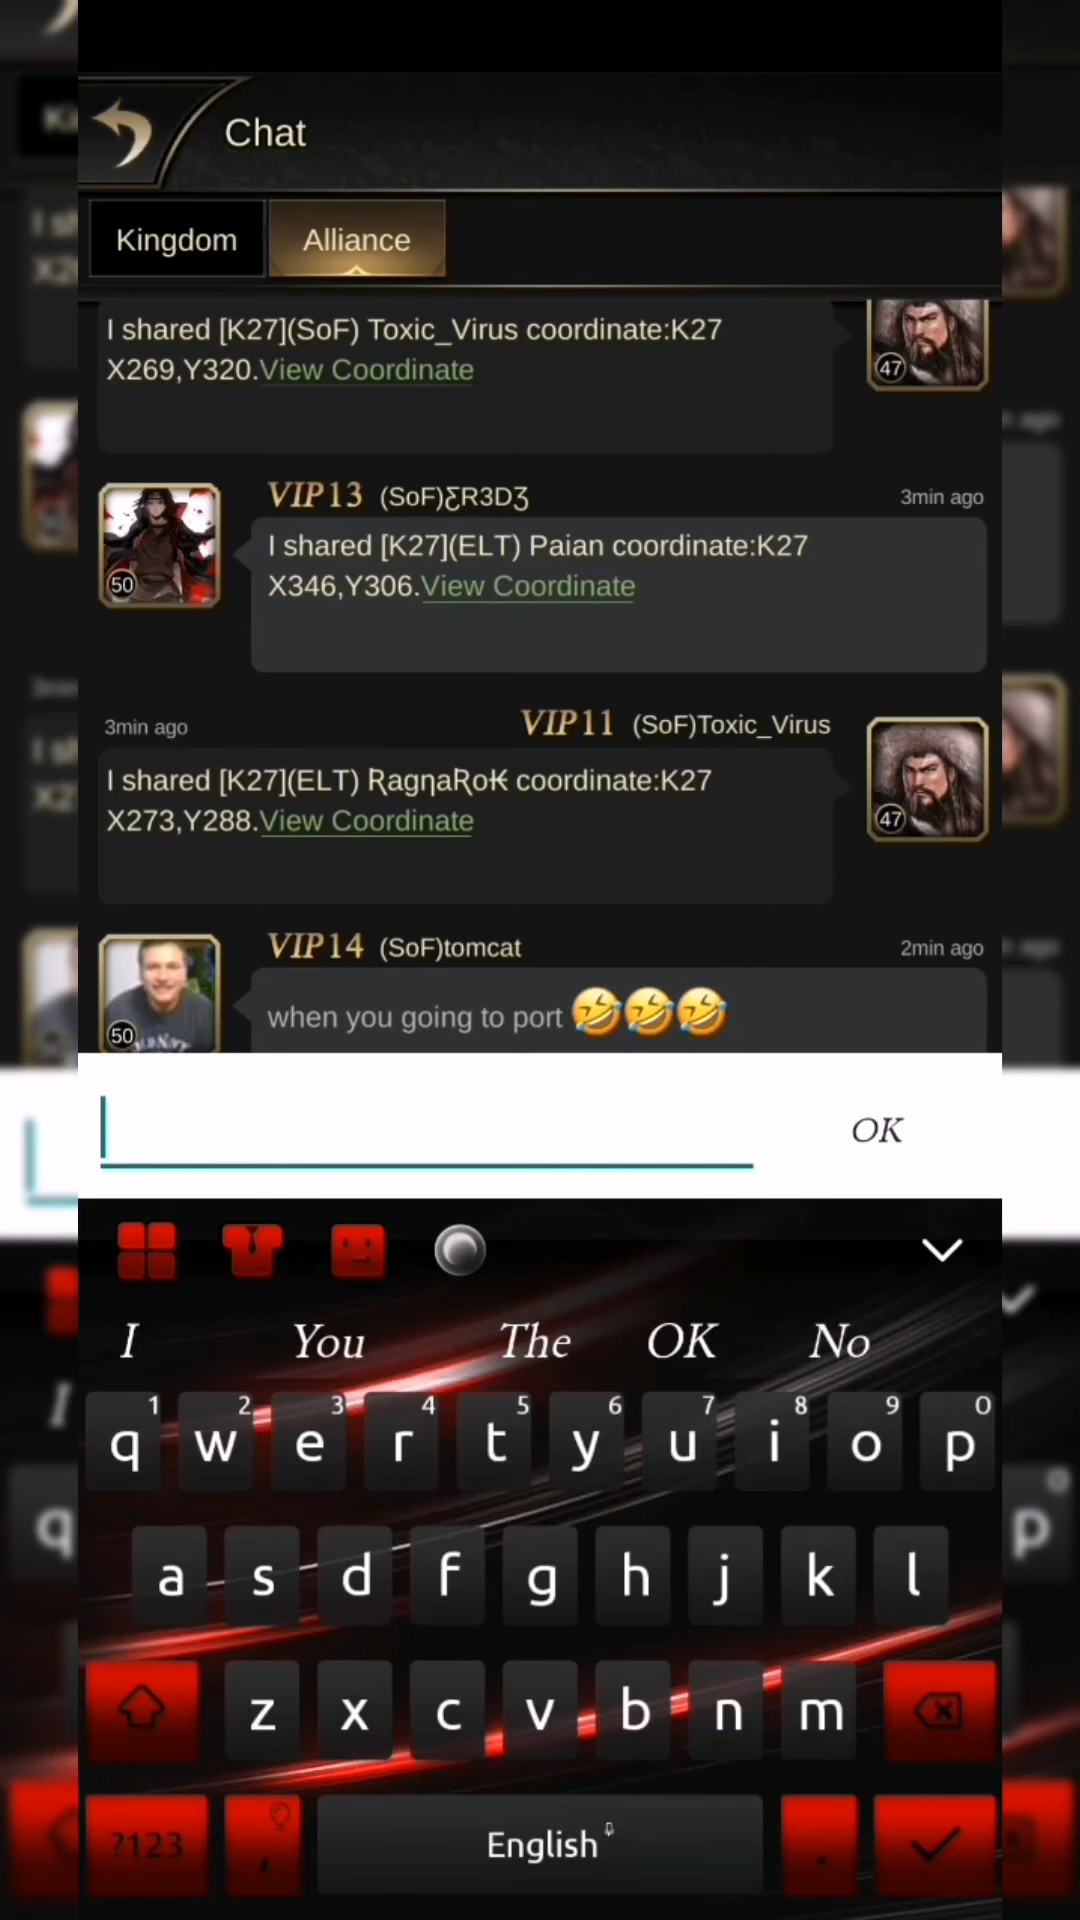 Chat
Kingdom Alliance
I shared [K27](SoF) Toxic_Virus coordinate:K27
X269,Y320.View Coordinate
47
VIP13 (SoF)ƸR3DƷ 3min ago
I shared [K27](ELT) Paian coordinate:K27
X346,Y306.View Coordinate
50
3min ago VIP11 (SoF)Toxic_Virus
I shared [K27](ELT) ƦagηaƦoꞤ coordinate:K27
X273,Y288.View Coordinate
47
VIP14 (SoF)tomcat 2min ago
when you going to port 🤣🤣🤣
50
OK
I You The OK No
1 2 3 4 5 6 7 8 9 0
q w e r t y u i o p
a s d f g h j k l
z x c v b n m
?123 , English .